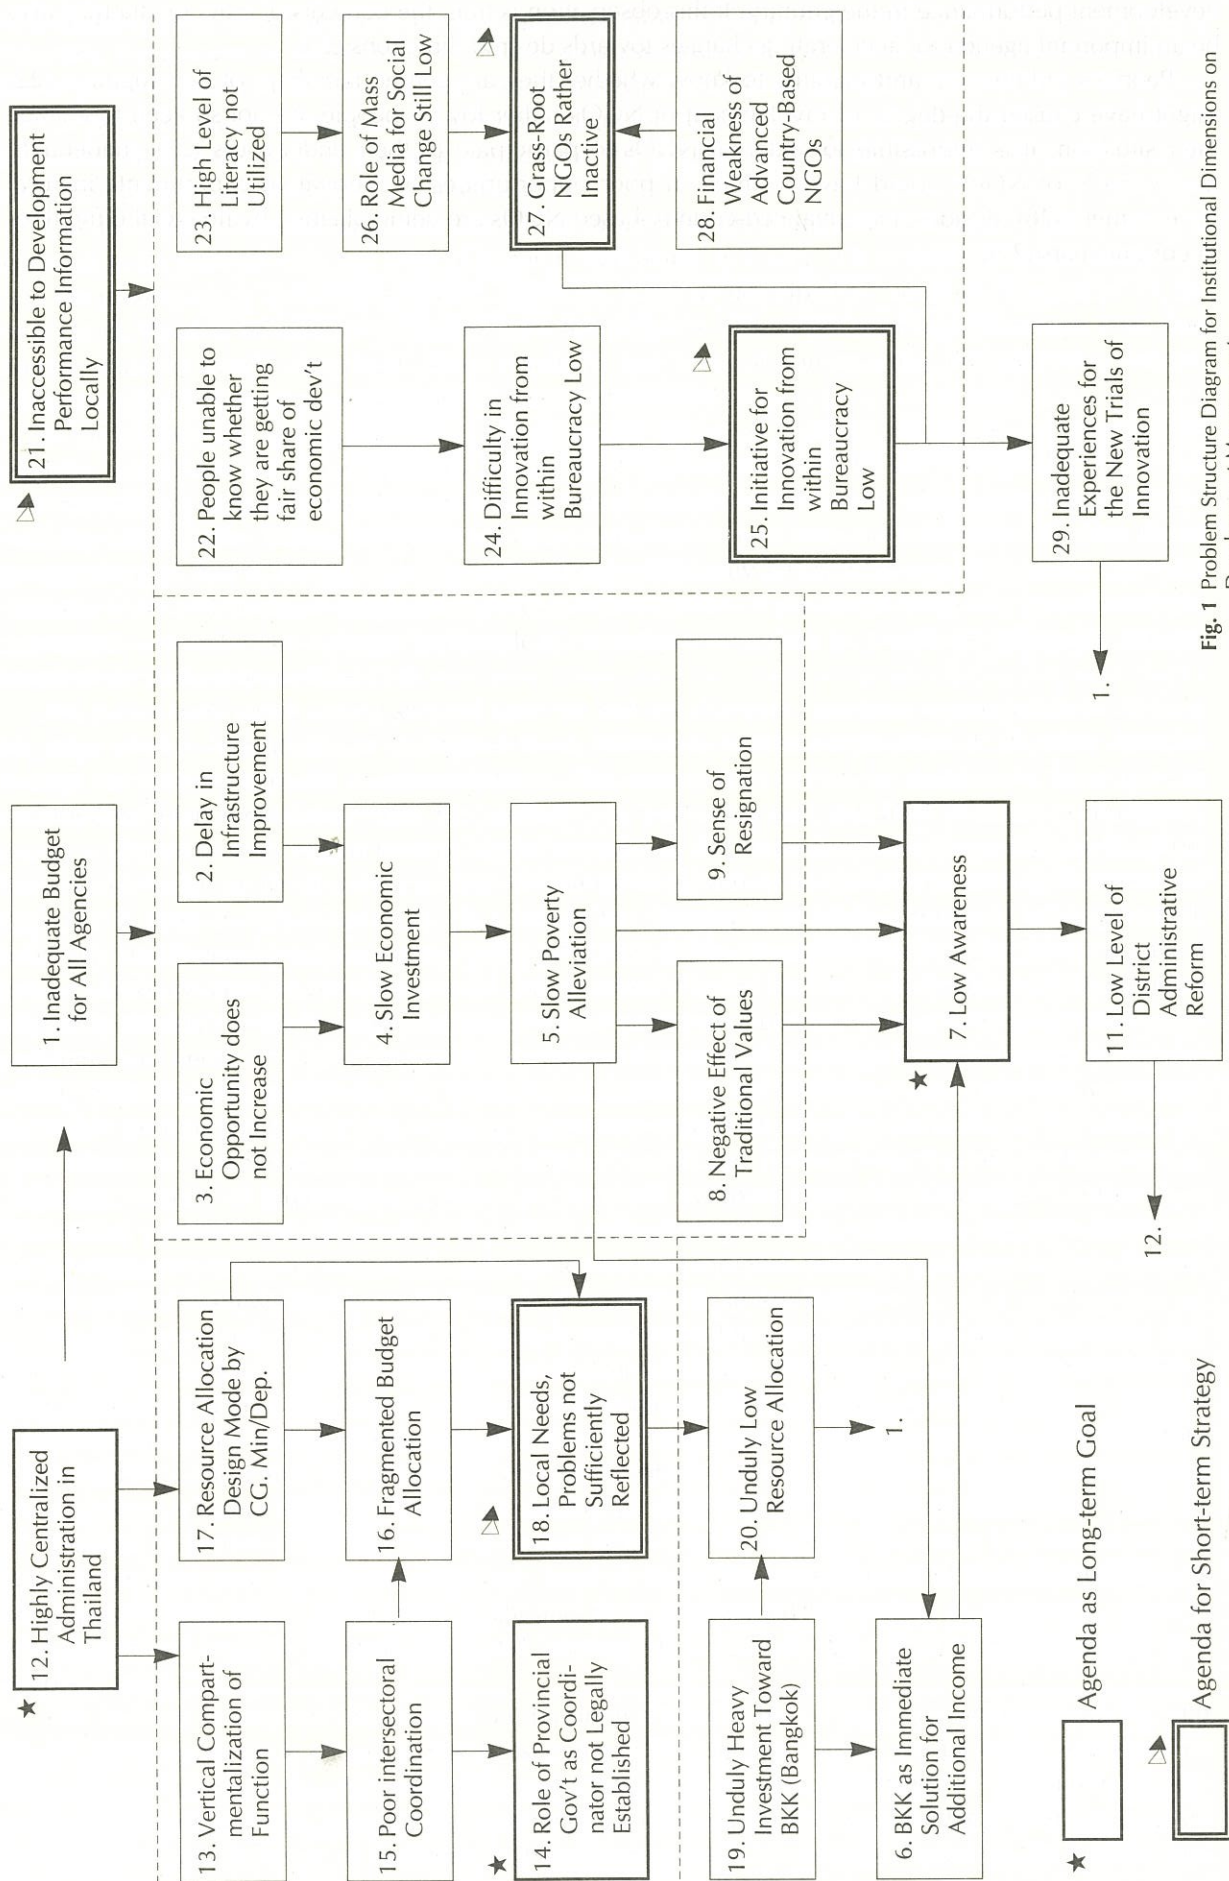 12. Highly Centralized
Administration in
Thailand
1. Inadequate Budget
for All Agencies
21. Inaccessible to Development
Performance Information
Locally
13. Vertical Compart-
mentalization of
Function
17. Resource Allocation
Design Mode by
CG. Min/Dep.
3. Economic
Opportunity does
not Increase
2. Delay in
Infrastructure
Improvement
22. People unable to
know whether
they are getting
fair share of
economic dev't
23. High Level of
Literacy not
Utilized
15. Poor intersectoral
Coordination
16. Fragmented Budget
Allocation
4. Slow Economic
Investment
24. Difficulty in
Innovation from
within
Bureaucracy Low
26. Role of Mass
Media for Social
Change Still Low
14. Role of Provincial
Gov't as Coordi-
nator not Legally
Established
18. Local Needs,
Problems not
Sufficiently
Reflected
5. Slow Poverty
Alleviation
25. Initiative for
Innovation from
within
Bureaucracy
Low
27. Grass-Root
NGOs Rather
Inactive
19. Unduly Heavy
Investment Toward
BKK (Bangkok)
20. Unduly Low
Resource Allocation
8. Negative Effect of
Traditional Values
9. Sense of
Resignation
28. Financial
Weakness of
Advanced
Country-Based
NGOs
6. BKK as Immediate
Solution for
Additional Income
1.
7. Low Awareness
29. Inadequate
Experiences for
the New Trials of
Innovation
1.
11. Low Level of
District
Administrative
Reform
12.
Agenda as Long-term Goal
Agenda for Short-term Strategy
Fig. 1 Problem Structure Diagram for Institutional Dimensions on